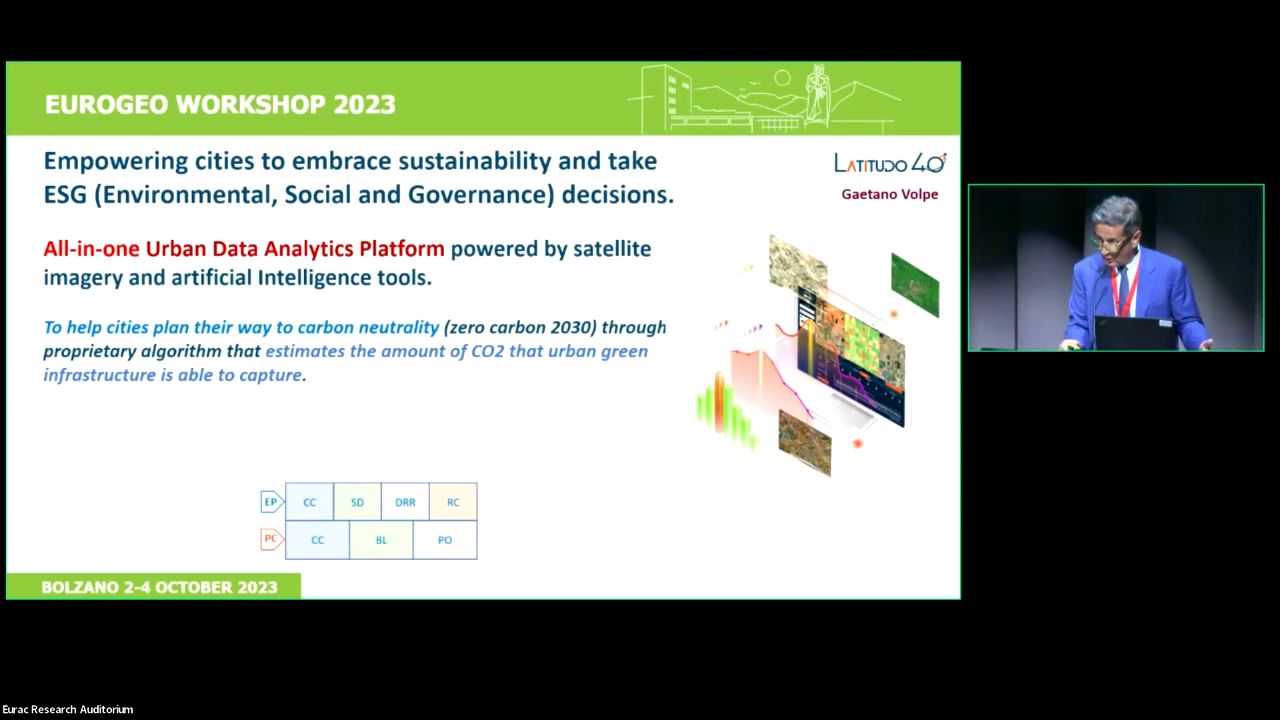 EUROGEO WORKSHOP 2023
Empowering cities to embrace sustainability and take
ESG (Environmental, Social and Governance) decisions.
LATITUDO 40
Gaetano Volpe
All-in-one Urban Data Analytics Platform powered by satellite
imagery and artificial Intelligence tools.
To help cities plan their way to carbon neutrality (zero carbon 2030) through
proprietary algorithm that estimates the amount of CO2 that urban green
infrastructure is able to capture.
EP CC SD DRR RC
PC CC BL PO
BOLZANO 2-4 OCTOBER 2023
Eurac Research Auditorium